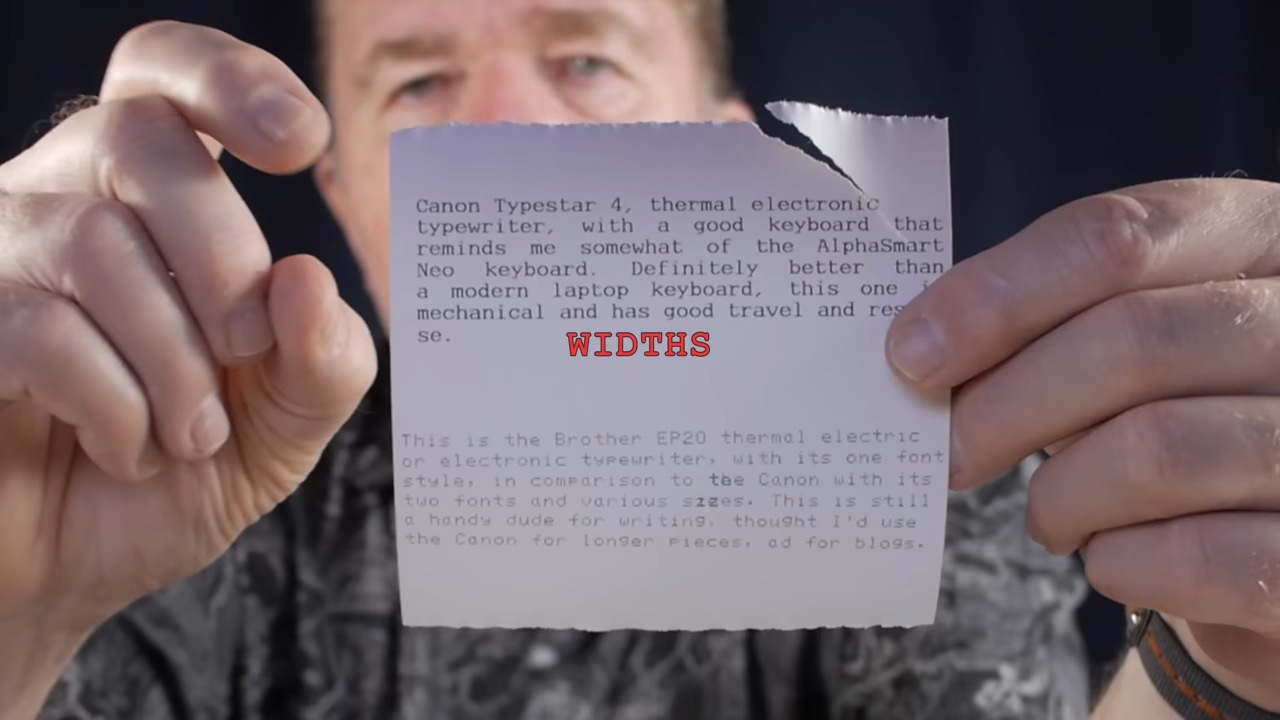 Canon Typestar 4, thermal electronic
typewriter, with a good keyboard that
reminds me somewhat of the AlphaSmart
Neo keyboard. Definitely better than
a modern laptop keyboard, this one
mechanical and has good travel and
se.
WIDTHS
This is the Brother EP20 thermal electric
or electronic typewriter, with its one font
style, in comparison to the Canon with its
two fonts and various sizes. This is still
a handy dude for writing, thought I'd use
the Canon for longer pieces, ad for blogs.